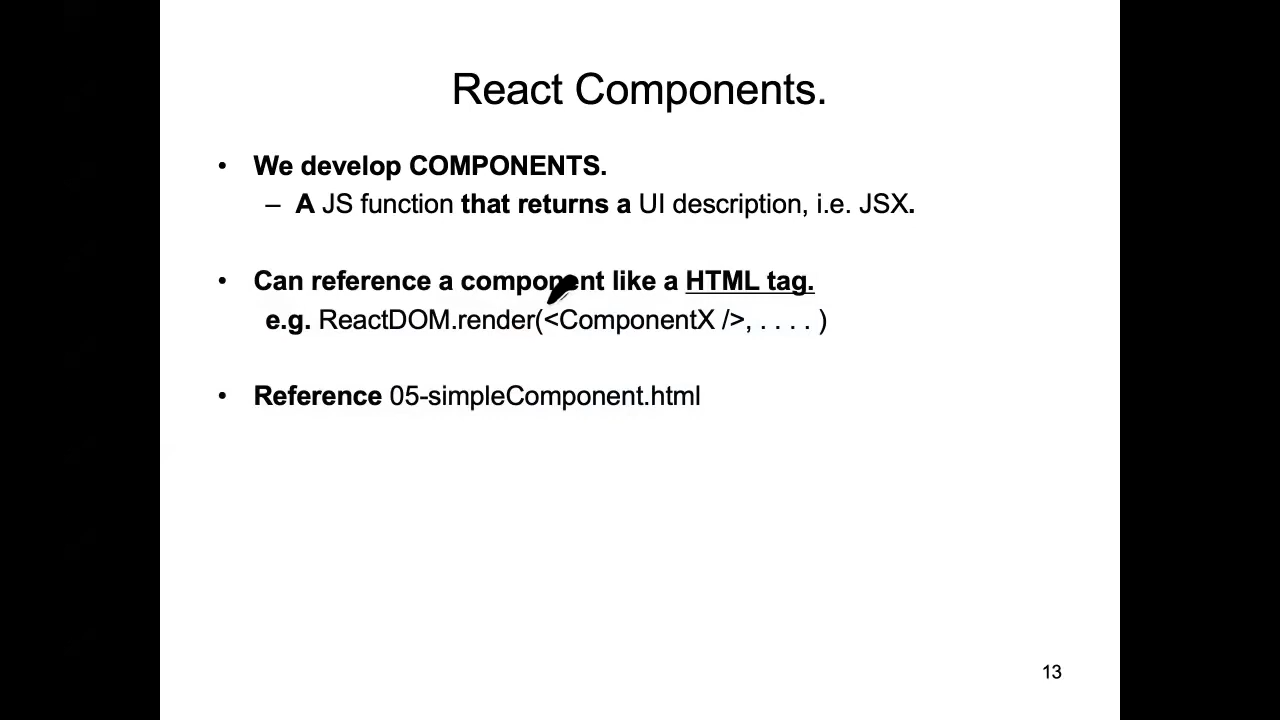 React Components.
• We develop COMPONENTS.
– A JS function that returns a UI description, i.e. JSX.
• Can reference a component like a HTML tag.
e.g. ReactDOM.render(<ComponentX />, . . . . )
• Reference 05-simpleComponent.html
13